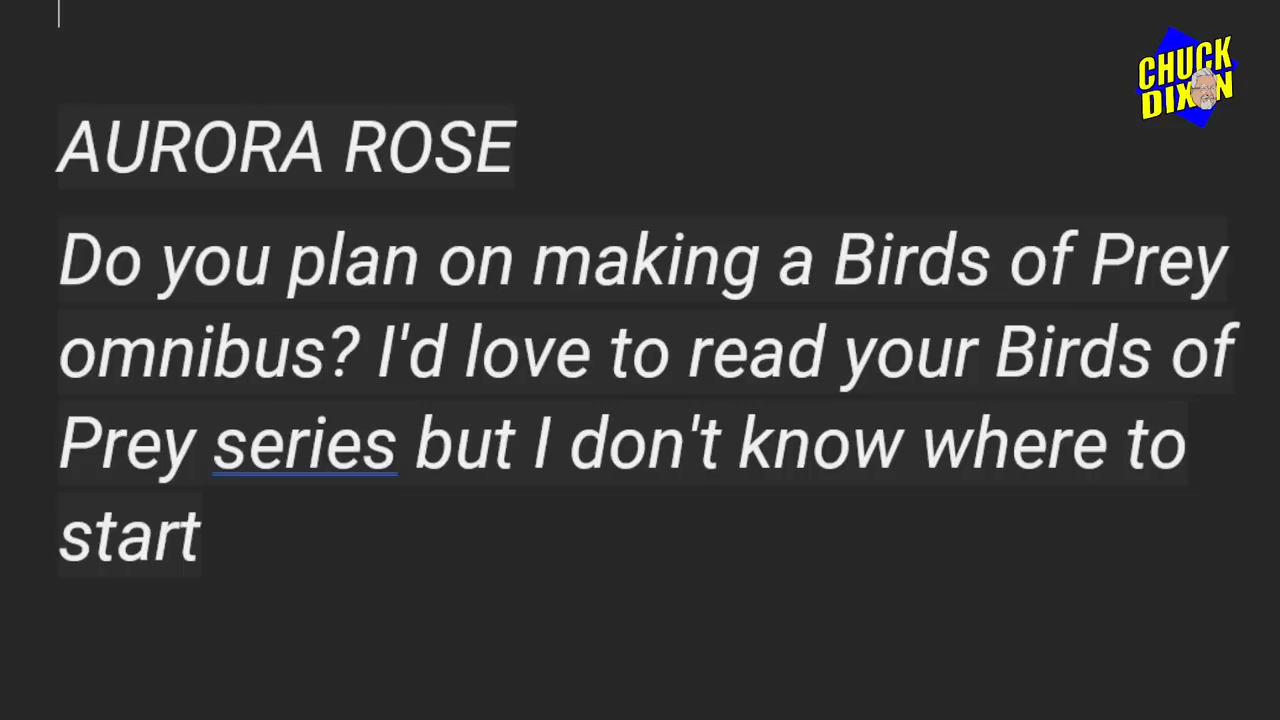 CHUCK
DIXON
AURORA ROSE
Do you plan on making a Birds of Prey
omnibus? I'd love to read your Birds of
Prey series but I don't know where to
start